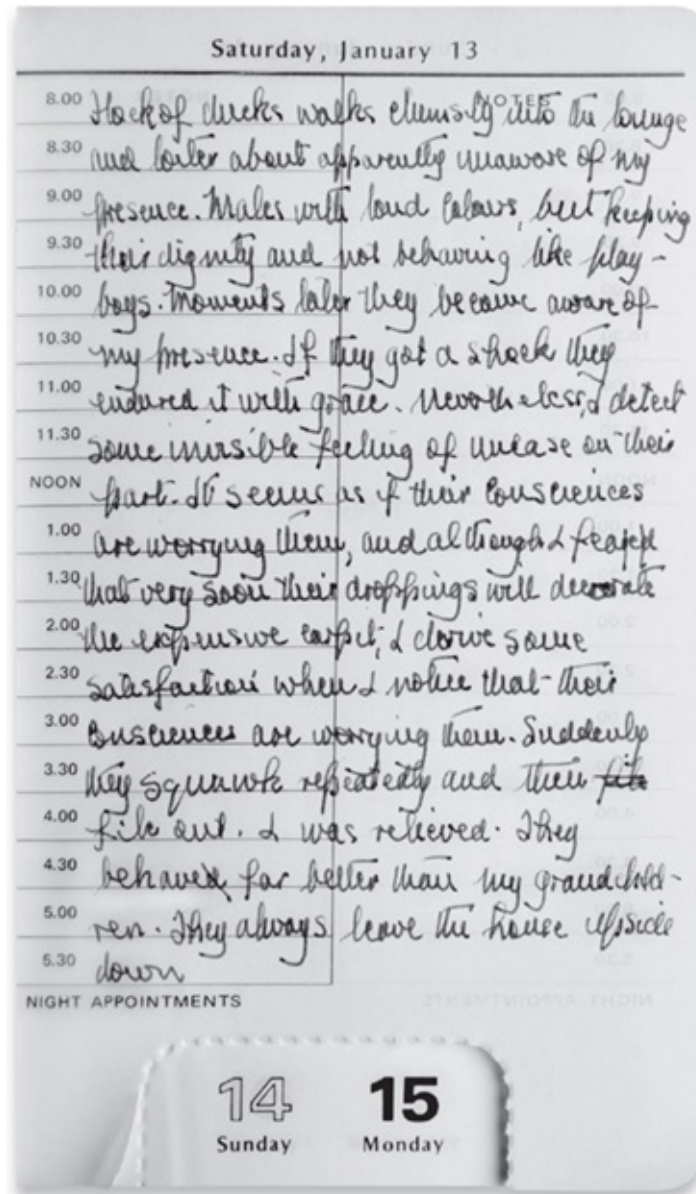 Saturday, January 13
NOTES
8.00 Flock of ducks walks clumsily into the lounge
8.30 and loiter about apparently unaware of my
9.00 presence. Males with loud colours, but keeping
9.30 their dignity and not behaving like play-
10.00 boys. Moments later they became aware of
10.30 my presence. If they got a shock they
11.00 endured it with grace. Nevertheless, I detect
11.30 some invisible feeling of unease on their
NOON part. It seems as if their consciences
1.00 are worrying them, and although I feared
1.30 that very soon their droppings will decorate
2.00 the expensive carpet, I derive some
2.30 satisfaction when I notice that their
3.00 consciences are worrying them. Suddenly
3.30 they squawk repeatedly and then file
4.00 file out. I was relieved. They
4.30 behaved far better than my grandchild-
5.00 ren. They always leave the house upside
5.30 down
NIGHT APPOINTMENTS
14 15
Sunday Monday